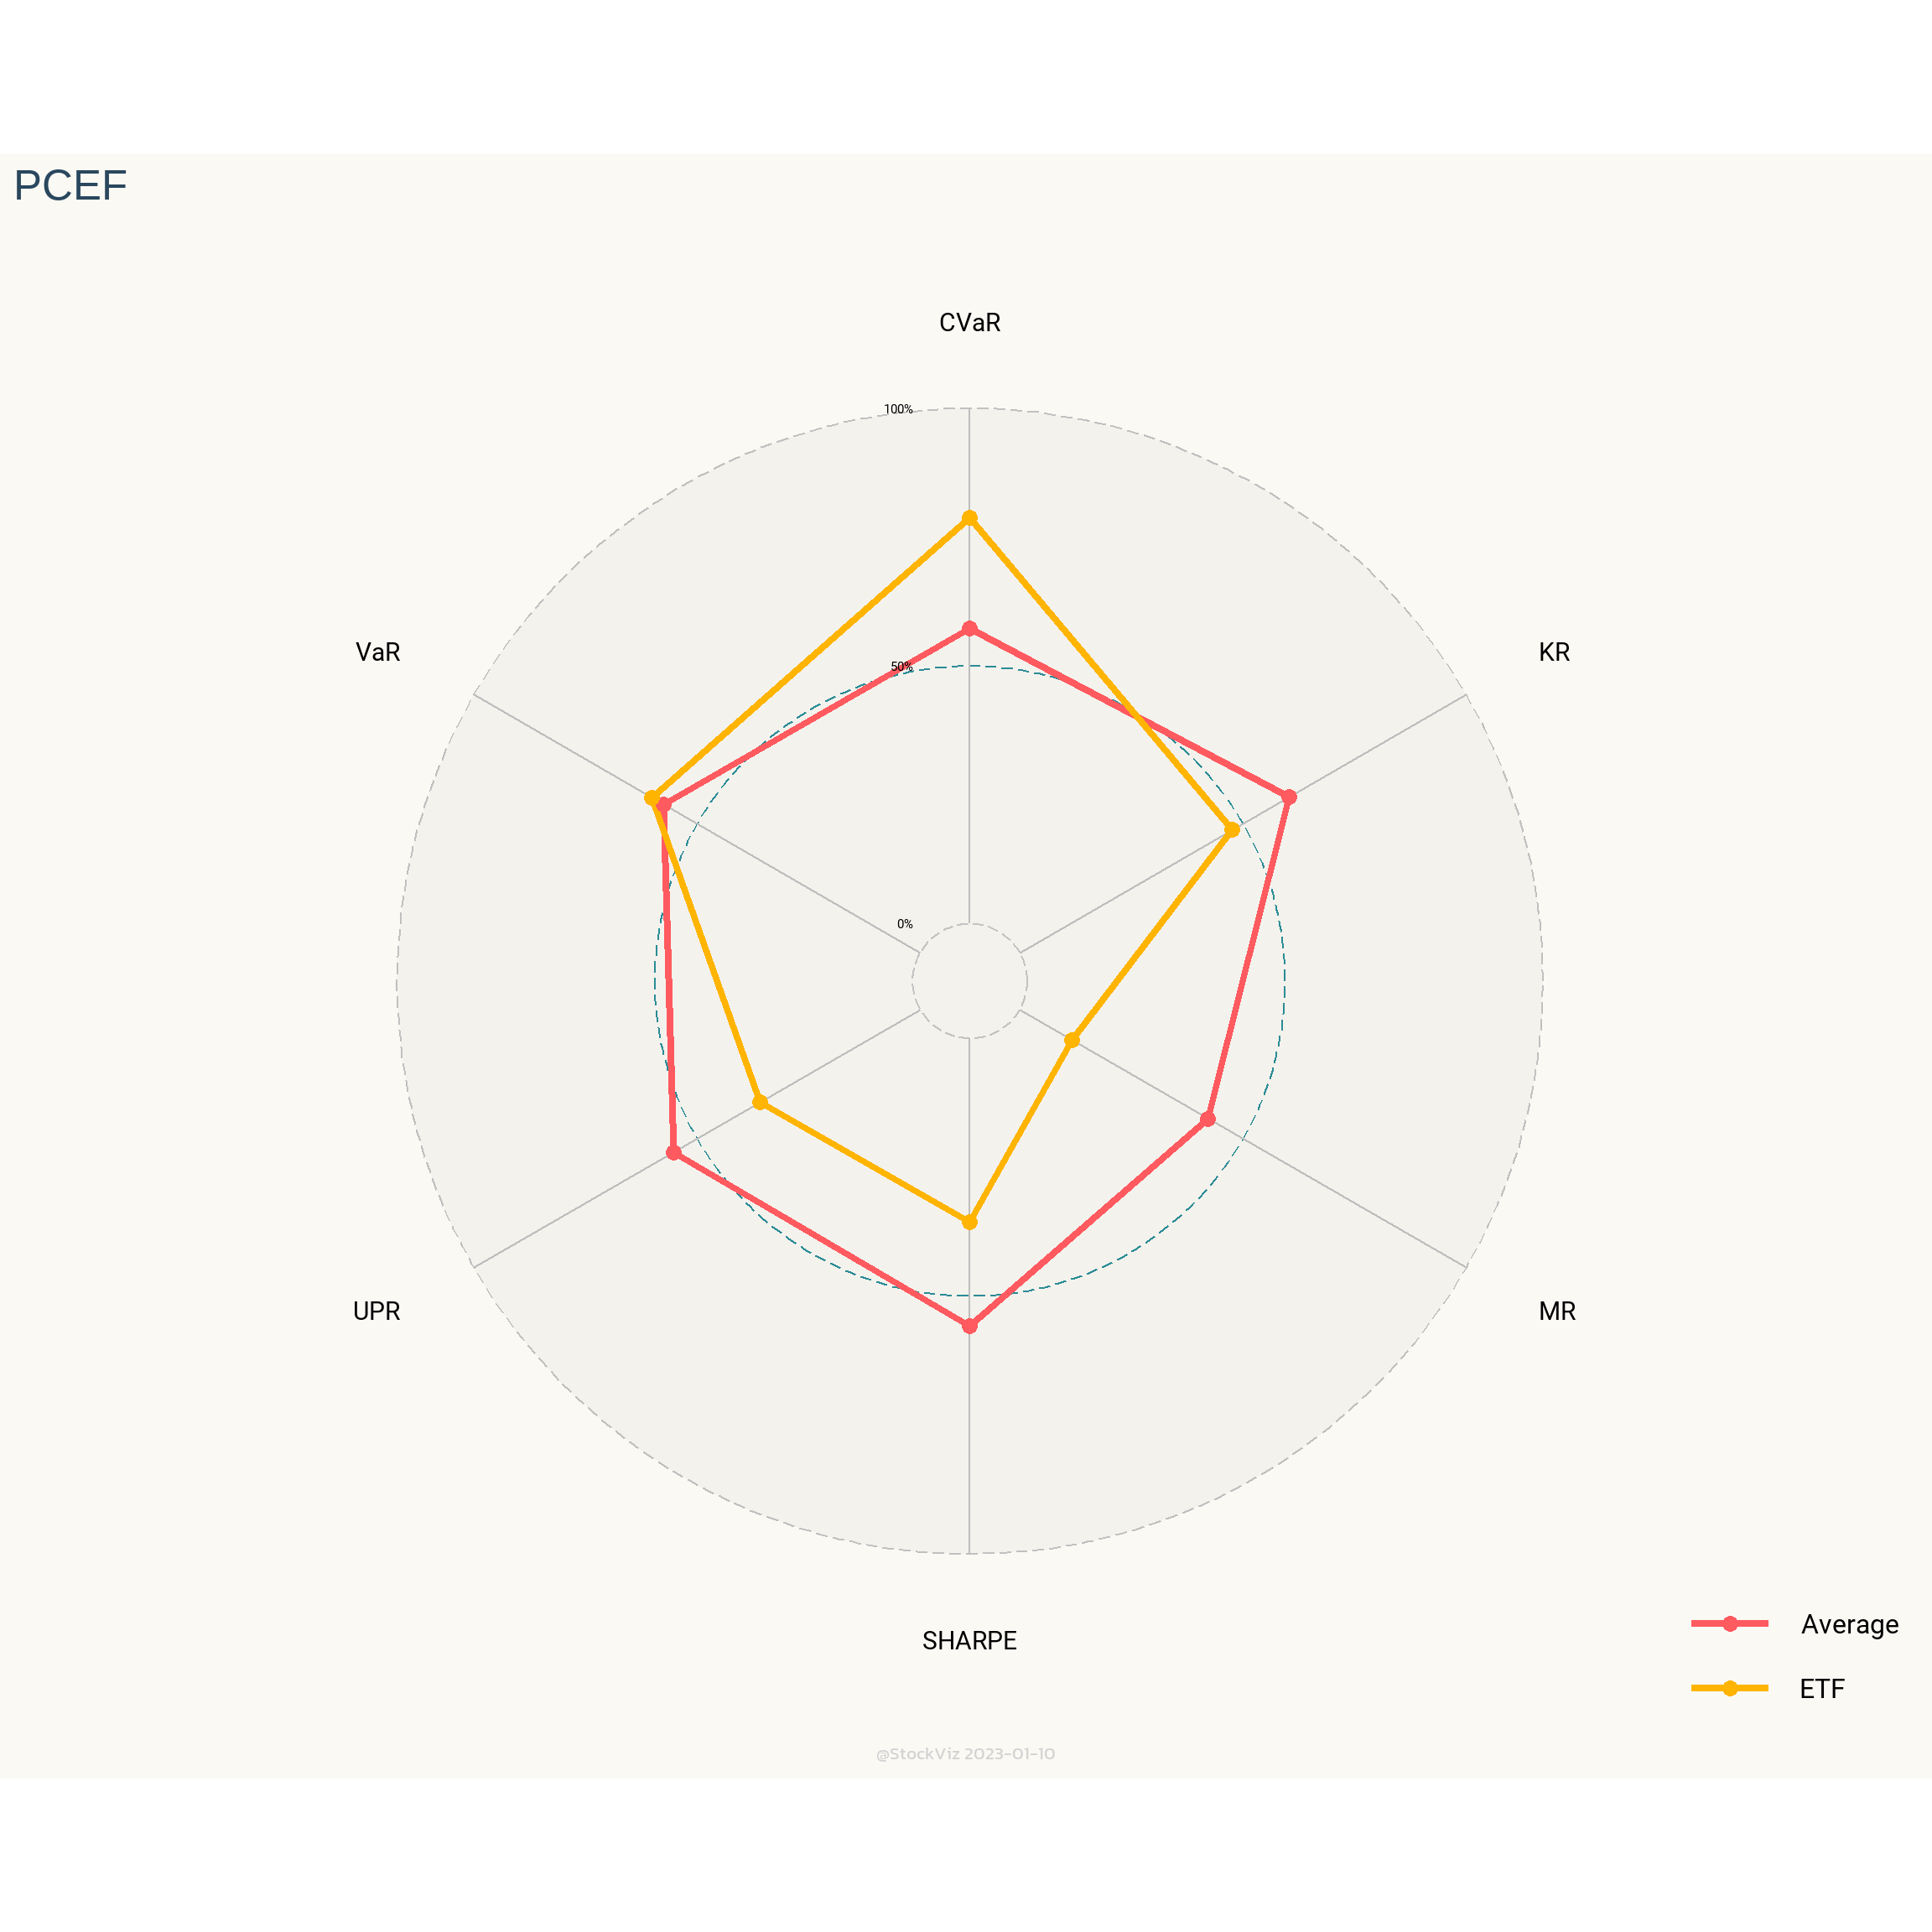 PCEF
CVaR
100%
KR
VaR
50%
0%
UPR
MR
SHARPE
Average
ETF
@StockViz 2023-01-10